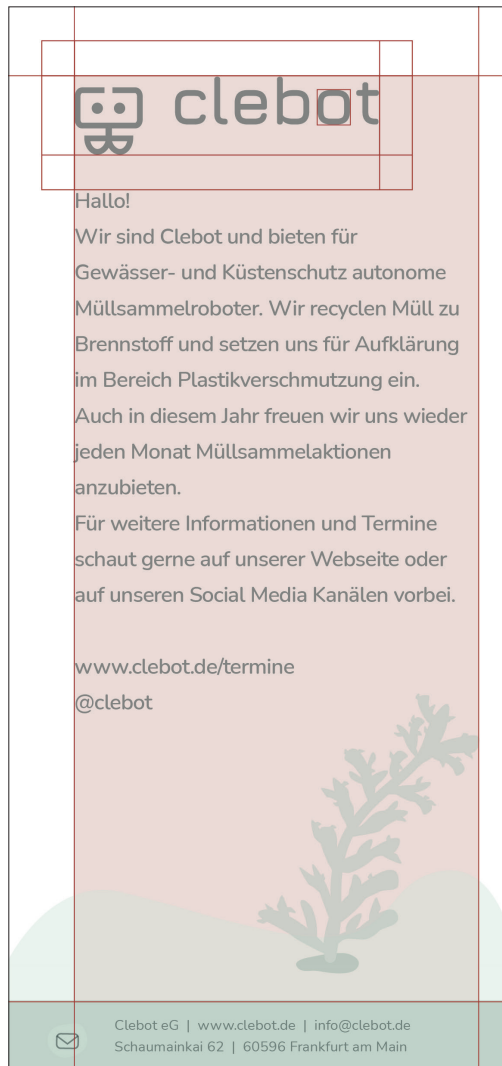 clebot
Hallo!
Wir sind Clebot und bieten für
Gewässer- und Küstenschutz autonome
Müllsammelroboter. Wir recyclen Müll zu
Brennstoff und setzen uns für Aufklärung
im Bereich Plastikverschmutzung ein.
Auch in diesem Jahr freuen wir uns wieder
jeden Monat Müllsammelaktionen
anzubieten.
Für weitere Informationen und Termine
schaut gerne auf unserer Webseite oder
auf unseren Social Media Kanälen vorbei.
www.clebot.de/termine
@clebot
Clebot eG | www.clebot.de | info@clebot.de
Schaumainkai 62 | 60596 Frankfurt am Main